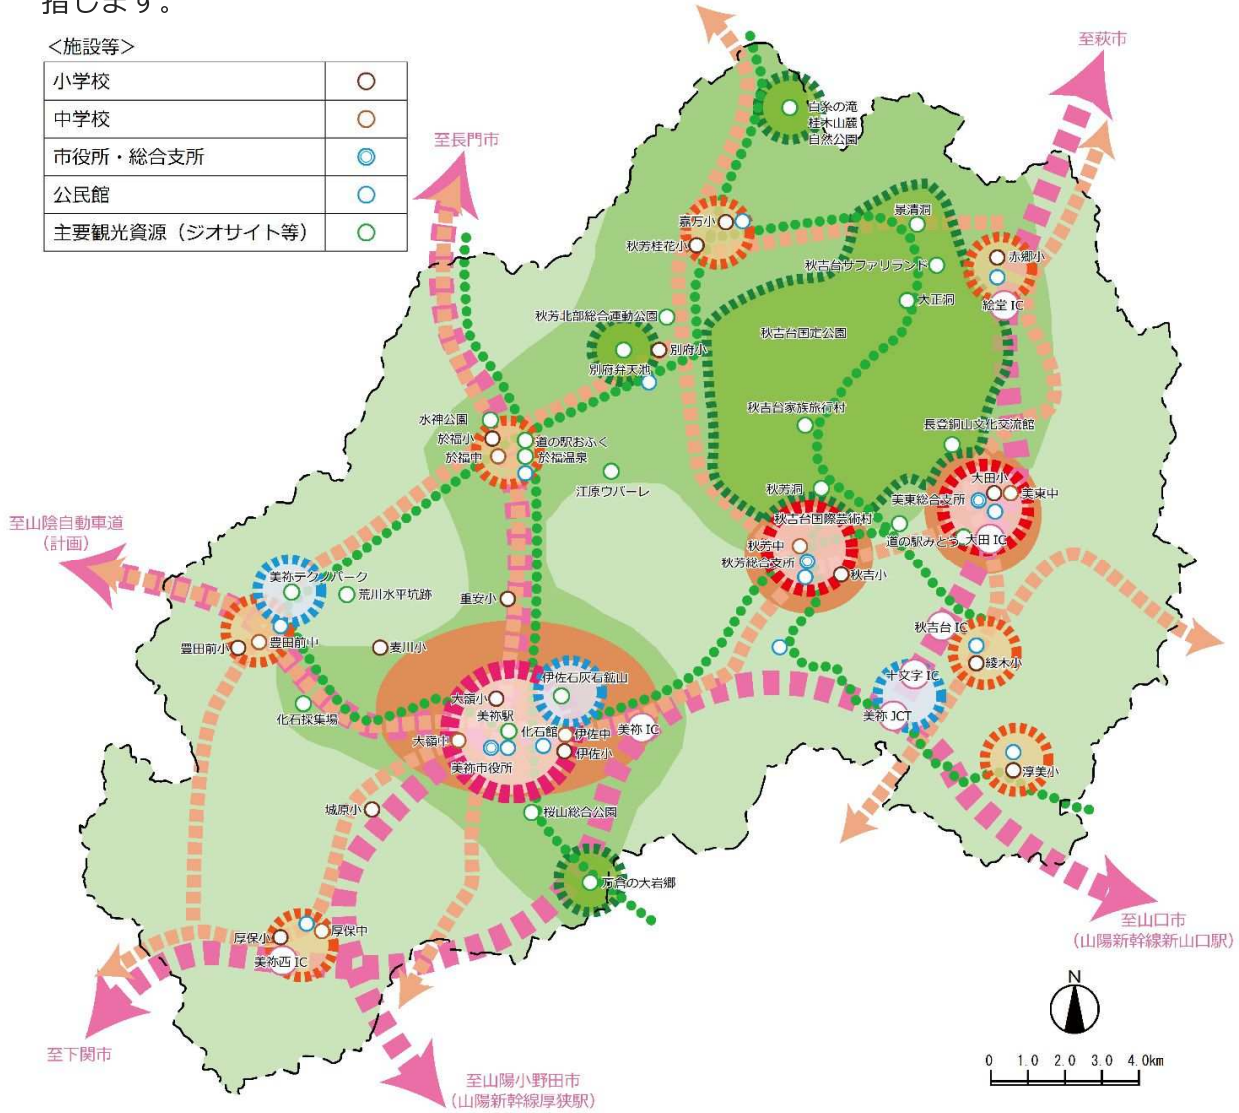 指します。
<施設等>
小学校
中学校
市役所・総合支所
公民館
主要観光資源（ジオサイト等）
至萩市
至長門市
白糸の滝
桂木山麓
自然公園
嘉万小
秋芳桂花小
景清洞
赤郷小
秋吉台サファリランド
大正洞
絵堂 IC
秋芳北部総合運動公園
秋吉台国定公園
別府小
別府弁天池
水神公園
於福小
於福中
道の駅おふく
於福温泉
江原ウバーレ
秋吉台家族旅行村
長登銅山文化交流館
秋芳洞
大田小
美東中
美東総合支所
秋吉台国際芸術村
道の駅みとう
大田 IC
秋芳中
秋芳総合支所
秋吉小
至山陰自動車道
（計画）
美祢テクノパーク
荒川水平坑跡
重安小
豊田前小
豊田前中
麦川小
秋吉台 IC
綾木小
伊佐石灰石鉱山
十文字 IC
大嶺小
化石採集場
美祢駅
化石館
伊佐中
美祢 IC
美祢 JCT
大嶺中
美祢市役所
伊佐小
淳美小
城原小
桜山総合公園
万倉の大岩郷
厚保小
厚保中
美祢西 IC
至山口市
（山陽新幹線新山口駅）
至下関市
至山陽小野田市
（山陽新幹線厚狭駅）
N
0 1.0 2.0 3.0 4.0km